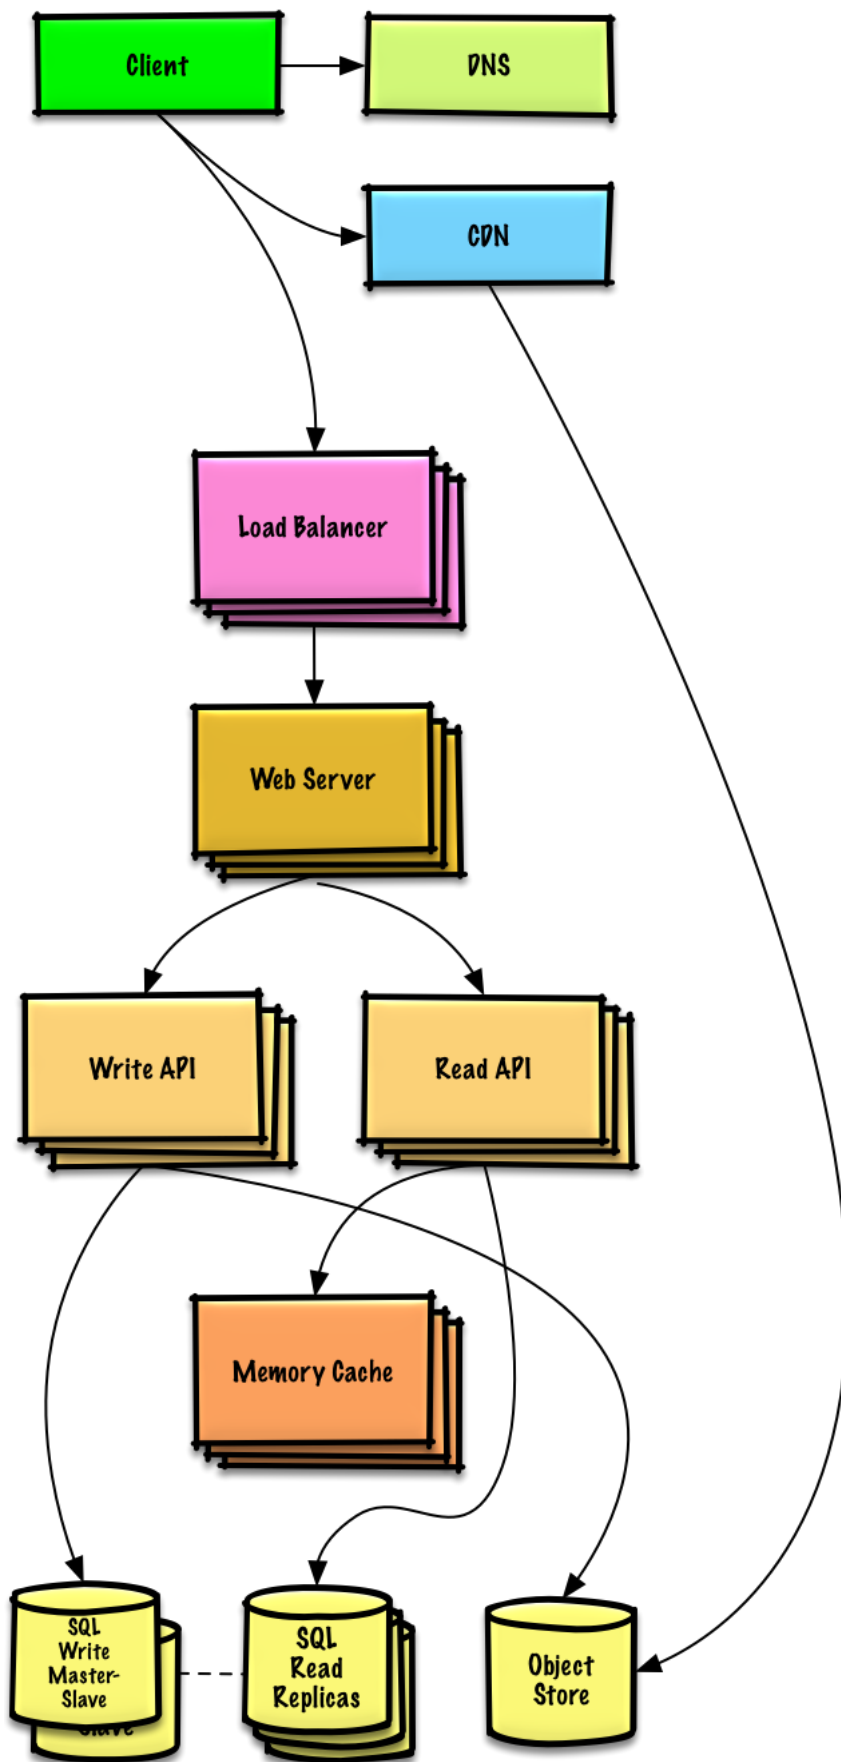 Client
DNS
CDN
Load Balancer
Web Server
Write API
Read API
Memory Cache
SQL
Write
Master-
Slave
Slave
SQL
Read
Replicas
Object
Store